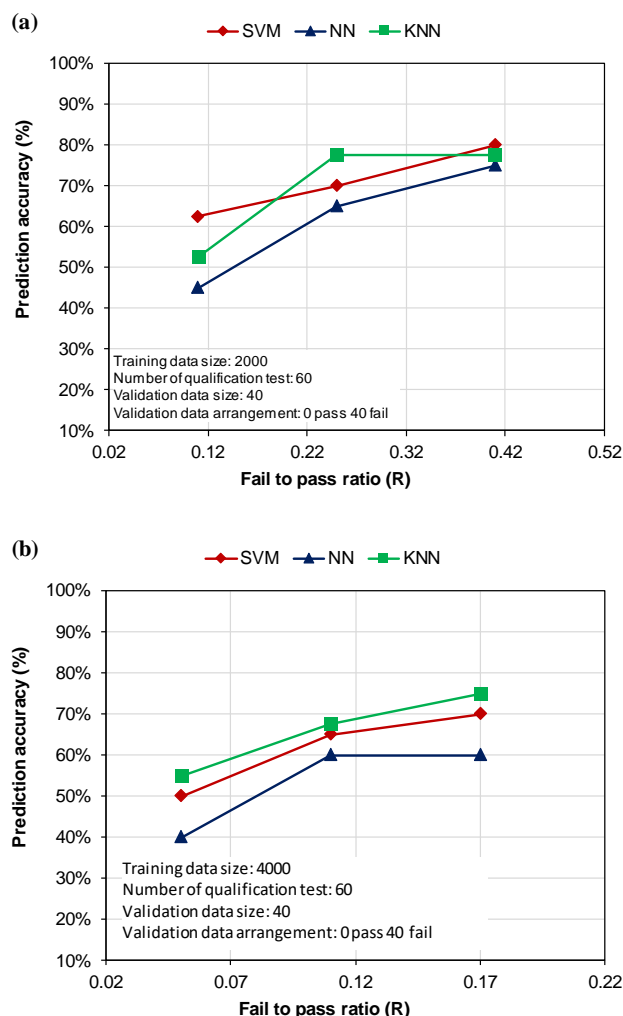 (a)
SVM NN KNN
100%
90%
80%
70%
60%
50%
40%
30%
20%
10%
Prediction accuracy (%)
Training data size: 2000
Number of qualification test: 60
Validation data size: 40
Validation data arrangement: 0 pass 40 fail
0.02 0.12 0.22 0.32 0.42 0.52
Fail to pass ratio (R)
(b)
SVM NN KNN
100%
90%
80%
70%
60%
50%
40%
30%
20%
10%
Prediction accuracy (%)
Training data size: 4000
Number of qualification test: 60
Validation data size: 40
Validation data arrangement: 0 pass 40 fail
0.02 0.07 0.12 0.17 0.22
Fail to pass ratio (R)